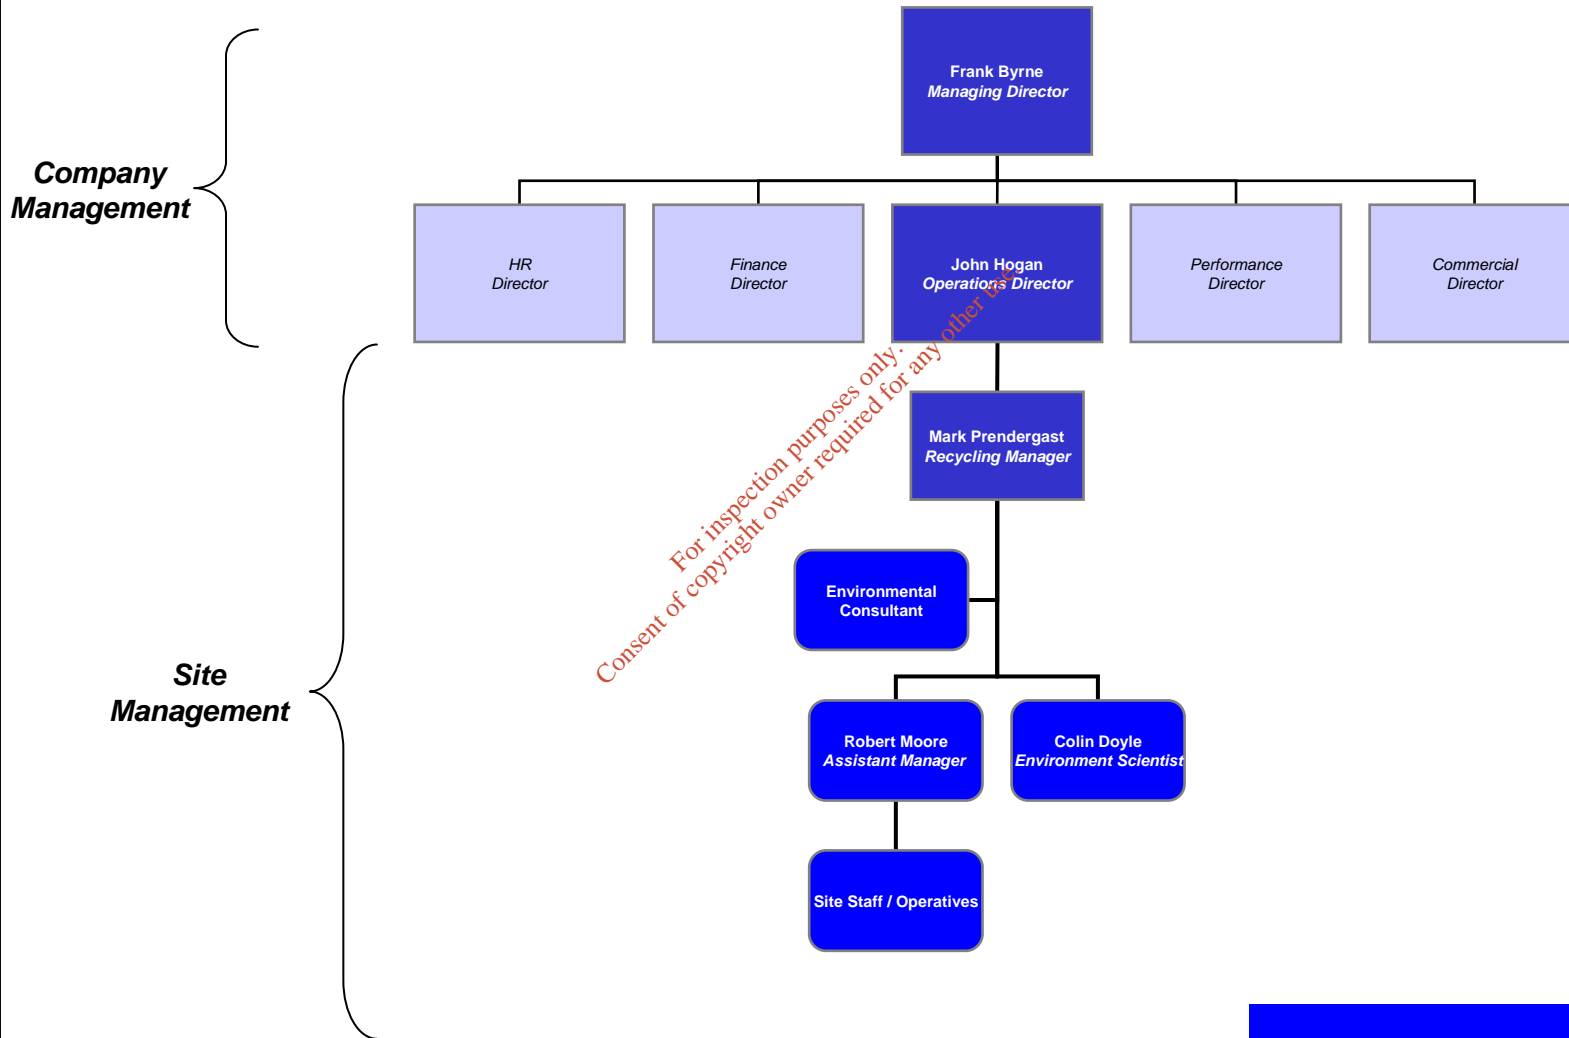 Frank Byrne
Managing Director
Company
Management
HR
Director
Finance
Director
John Hogan
Operations Director
Performance
Director
Commercial
Director
Mark Prendergast
Recycling Manager
For inspection purposes only.
Consent of copyright owner required for any other use.
Environmental
Consultant
Site
Management
Robert Moore
Assistant Manager
Colin Doyle
Environment Scientist
Site Staff / Operatives